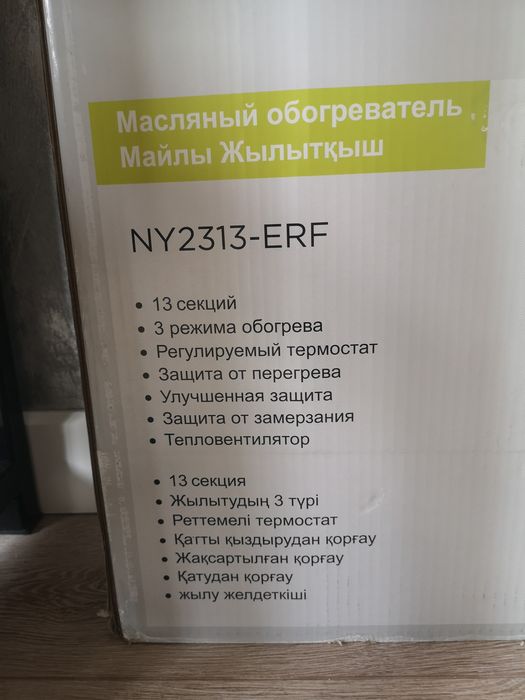 Масляный обогреватель
Майлы Жылытқыш
NY2313-ERF
• 13 секций
• 3 режима обогрева
• Регулируемый термостат
• Защита от перегрева
• Улучшенная защита
• Защита от замерзания
• Тепловентилятор
• 13 секция
• Жылытудың 3 түрі
• Реттемелі термостат
• Қатты қыздырудан қорғау
• Жақсартылған қорғау
• Қатудан қорғау
• жылу желдеткіші